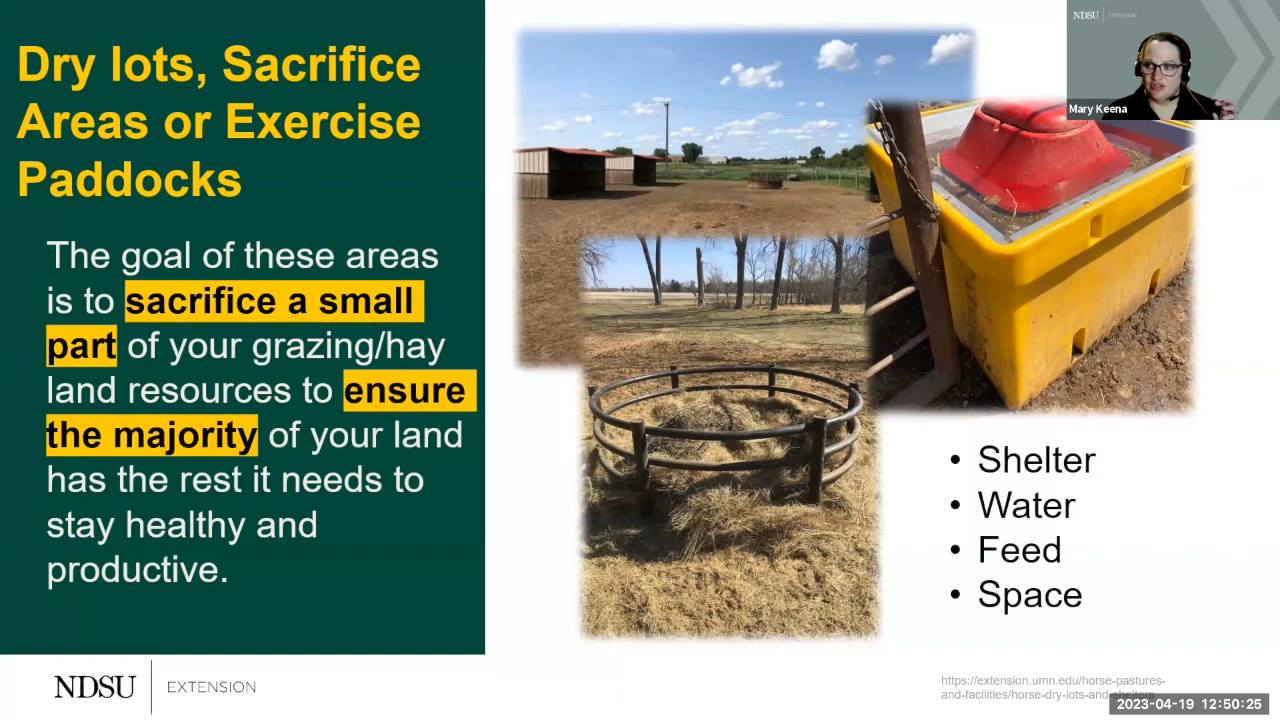 Dry lots, Sacrifice
Areas or Exercise
Paddocks
The goal of these areas
is to sacrifice a small
part of your grazing/hay
land resources to ensure
the majority of your land
has the rest it needs to
stay healthy and
productive.
NDSU EXTENSION
NDSU EXTENSION
Mary Keena
• Shelter
• Water
• Feed
• Space
https://extension.umn.edu/horse-pastures-
and-facilities/horse-dry-lots-and-shelters
2023-04-19 12:50:25